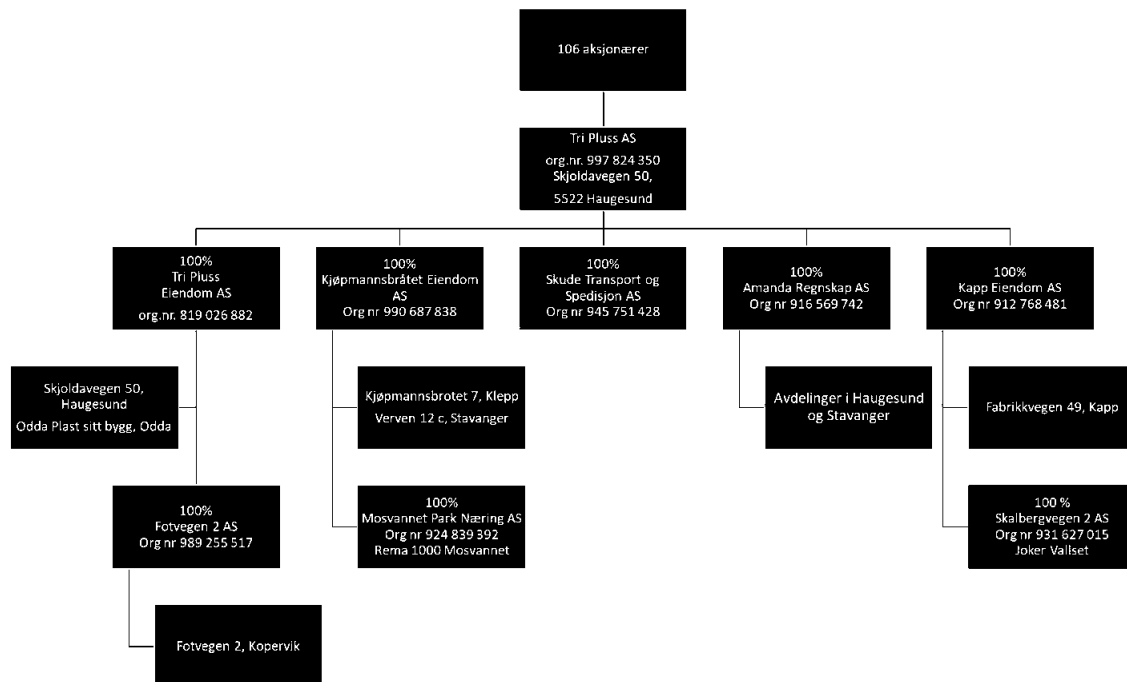 106 aksjonærer
Tri Pluss AS
org.nr. 997 824 350
Skjoldavegen 50,
5522 Haugesund
100%
Tri Pluss
Eiendom AS
org.nr. 819 026 882
100%
Kjøpmannsbråtet Eiendom
AS
Org nr 990 687 838
100%
Skude Transport og
Spedisjon AS
Org nr 945 751 428
100%
Amanda Regnskap AS
Org nr 916 569 742
100%
Kapp Eiendom AS
Org nr 912 768 481
Skjoldavegen 50,
Haugesund
Odda Plast sitt bygg, Odda
Kjøpmannsbrotet 7, Klepp
Verven 12 c, Stavanger
Avdelinger i Haugesund
og Stavanger
Fabrikkvegen 49, Kapp
100%
Fotvegen 2 AS
Org nr 989 255 517
100%
Mosvannet Park Næring AS
Org nr 924 839 392
Rema 1000 Mosvannet
100 %
Skalbergvegen 2 AS
Org nr 931 627 015
Joker Vallset
Fotvegen 2, Kopervik